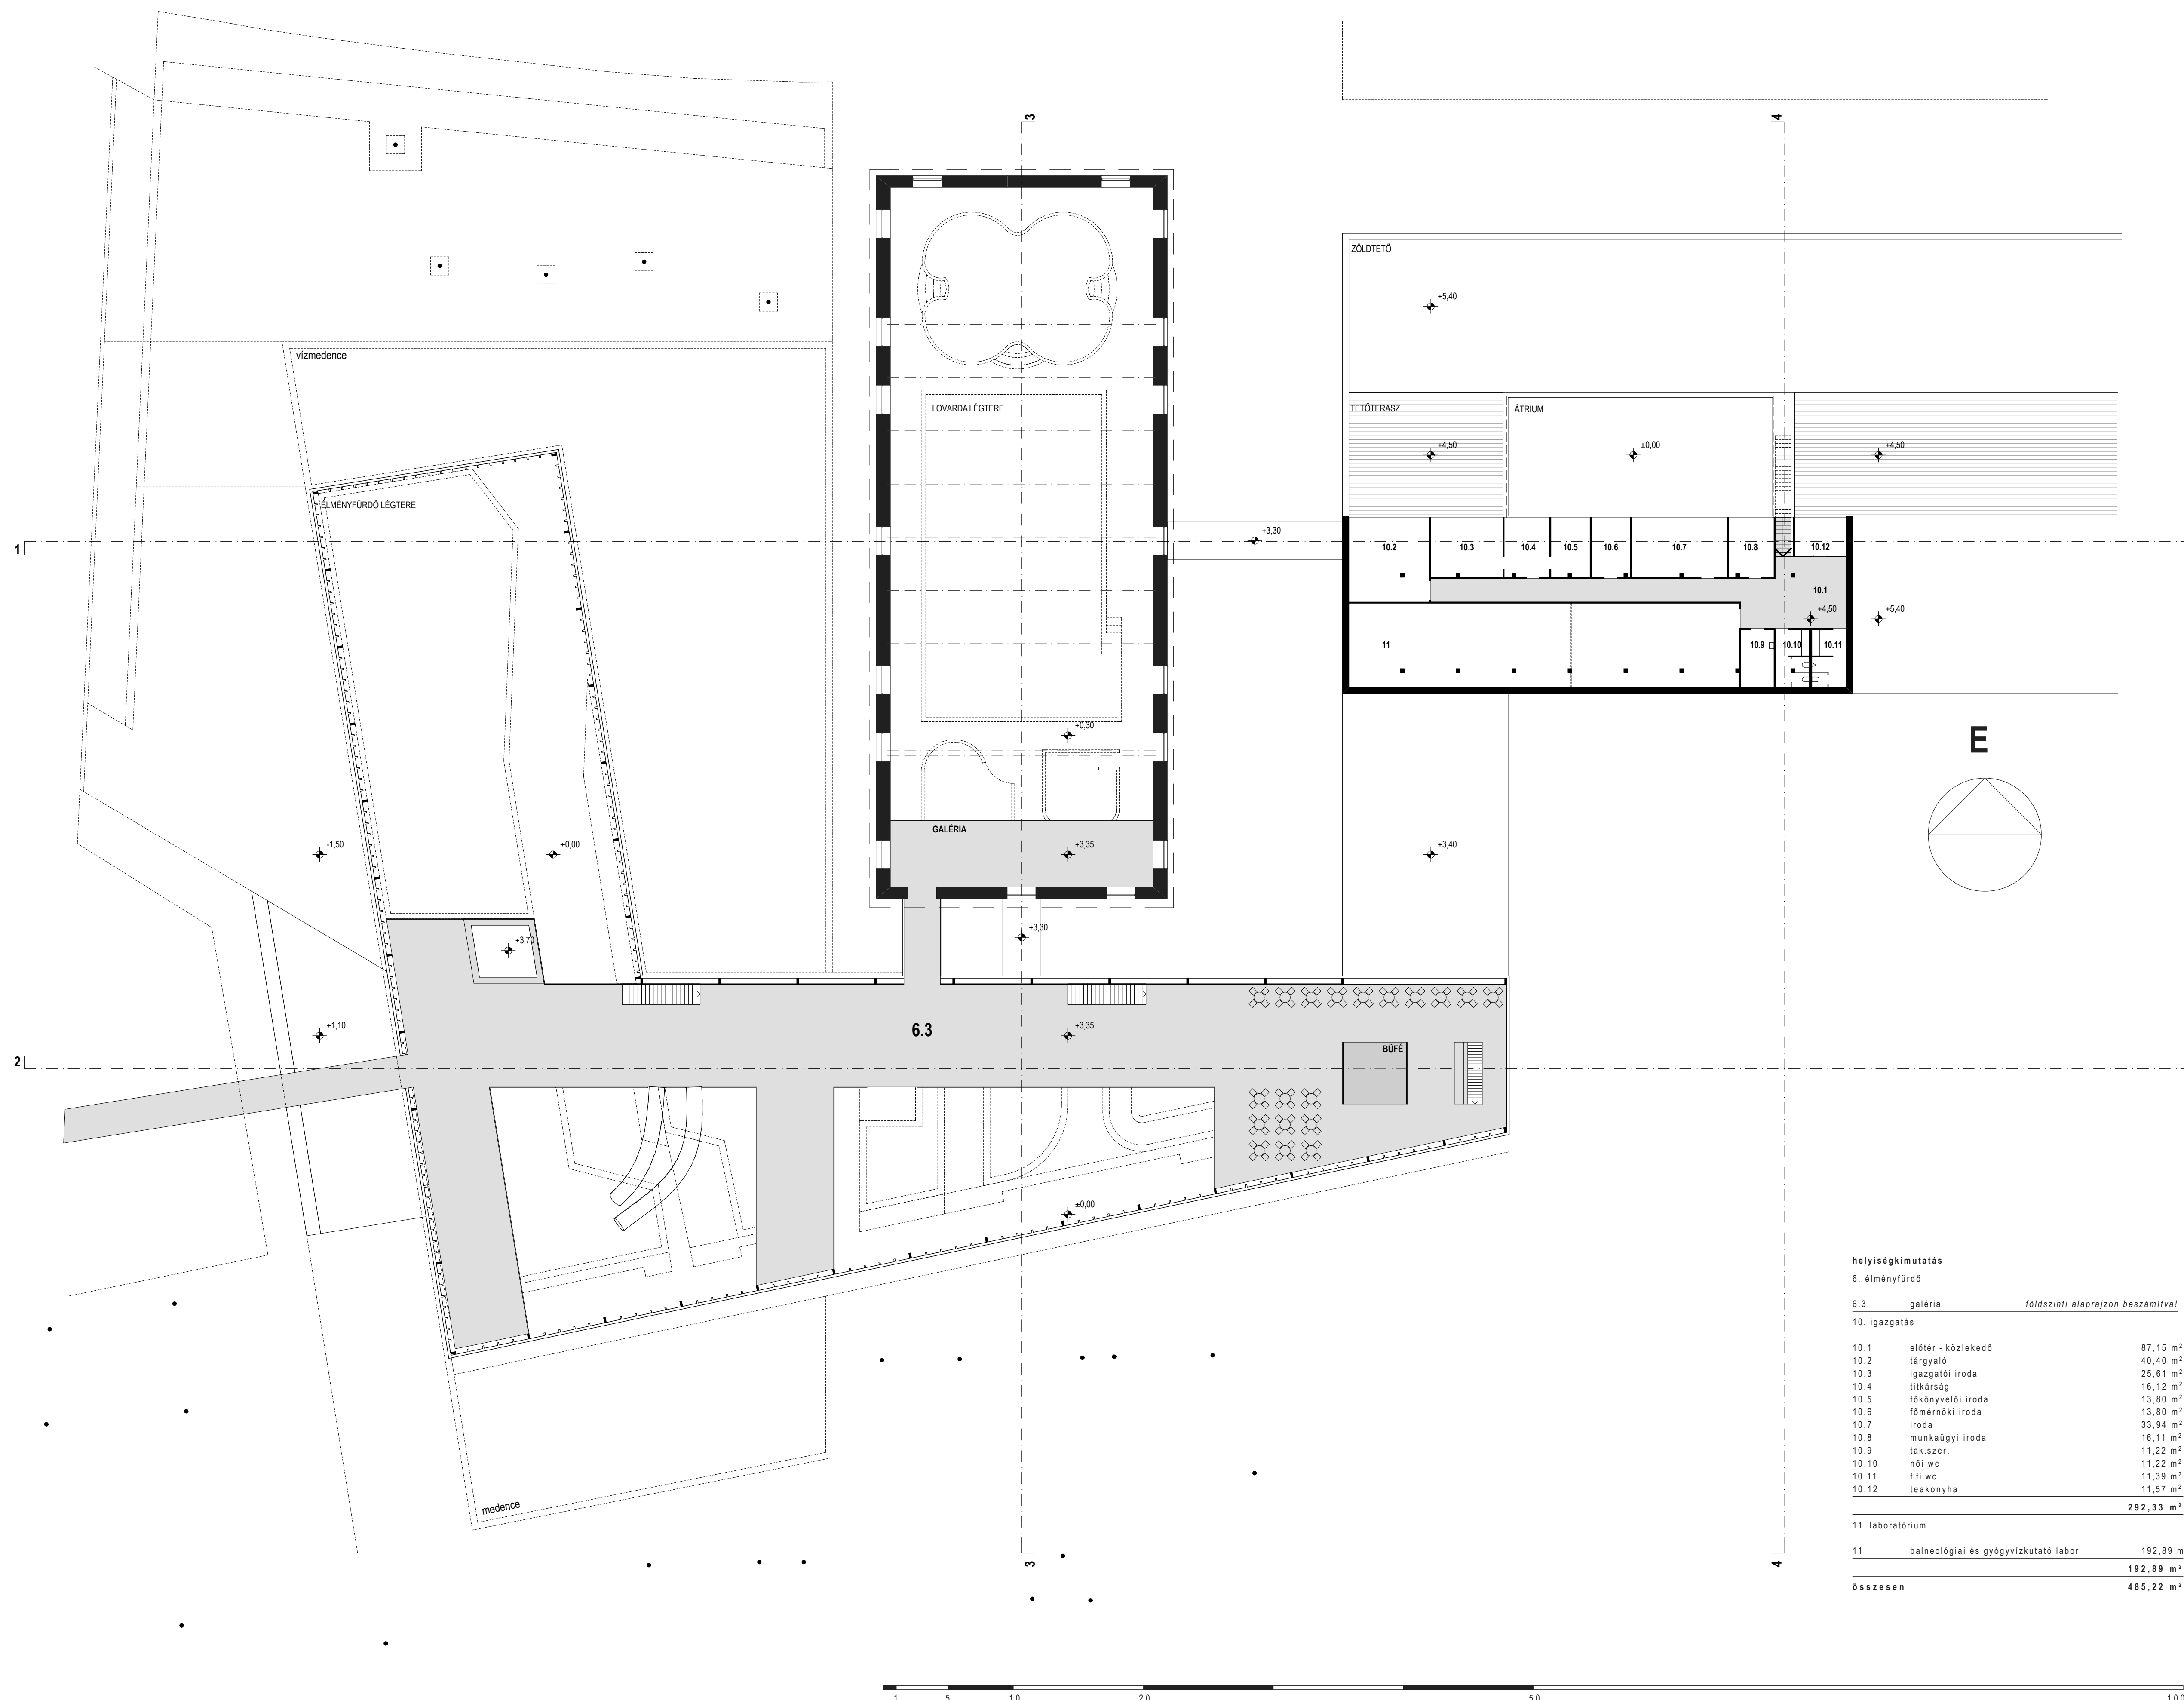 3
4
ZÖLDTETŐ
+5,40
vízmedence
LOVARDA LÉGTERE
TETŐTERASZ
ÁTRIUM
+4,50
±0,00
+4,50
ÉLMÉNYFÜRDŐ LÉGTERE
1
+3,30
10.2
10.3
10.4
10.5
10.6
10.7
10.8
10.12
10.1
+4,50
+5,40
11
10.9
10.10
10.11
+0,30
E
GALÉRIA
-1,50
±0,00
+3,35
+3,40
+3,70
+3,30
+1,10
6.3
+3,35
BÜFÉ
2
±0,00
medence
3
4
helyiségkimutatás
6. élményfürdő
6.3 galéria földszinti alaprajzon beszámítva!
10. igazgatás
10.1 előtér - közlekedő 87,15 m²
10.2 tárgyaló 40,40 m²
10.3 igazgatói iroda 25,61 m²
10.4 titkárság 16,12 m²
10.5 főkönyvelői iroda 13,80 m²
10.6 főmérnöki iroda 13,80 m²
10.7 iroda 33,94 m²
10.8 munkaügyi iroda 16,11 m²
10.9 tak.szer. 11,22 m²
10.10 női wc 11,22 m²
10.11 f.fi wc 11,39 m²
10.12 teakonyha 11,57 m²
292,33 m²
11. laboratórium
11 balneológiai és gyógyvízkutató labor 192,89 m
192,89 m²
összesen 485,22 m²
1 5 10 20 50 100